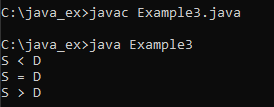 C:\java_ex>javac Example3.java
C:\java_ex>java Example3
S < D
S = D
S > D